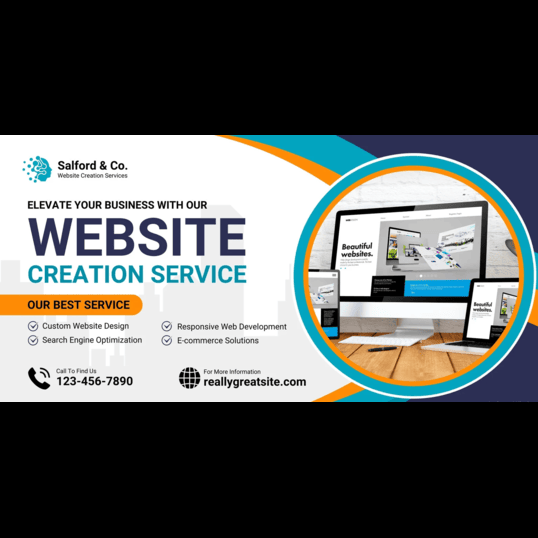 Salford & Co.
Website Creation Services
ELEVATE YOUR BUSINESS WITH OUR
WEBSITE
CREATION SERVICE
OUR BEST SERVICE
Custom Website Design
Responsive Web Development
Search Engine Optimization
E-commerce Solutions
Call To Find Us
123-456-7890
For More Information
reallygreatsite.com
Beautiful
websites.
Beautiful
websites.